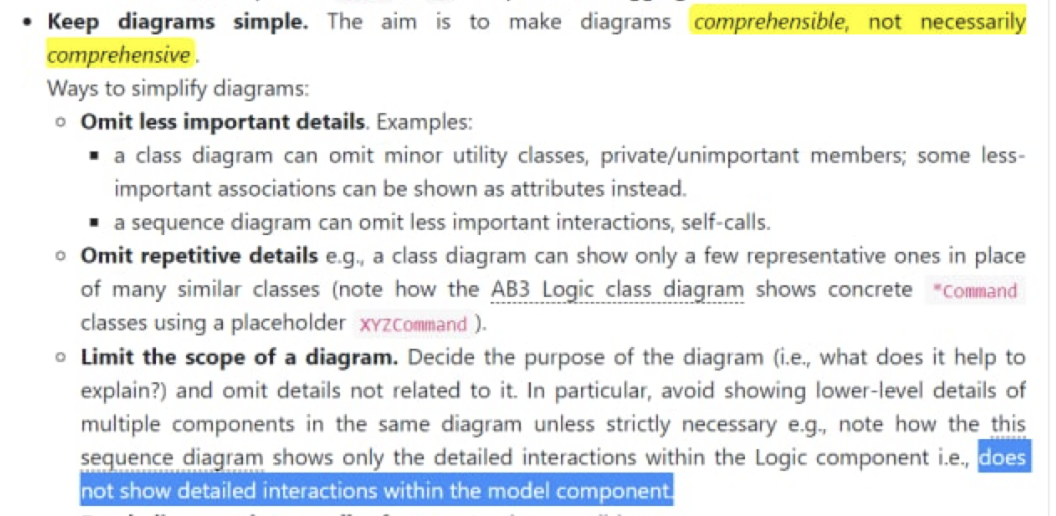 • Keep diagrams simple. The aim is to make diagrams comprehensible, not necessarily
comprehensive.
Ways to simplify diagrams:
◦ Omit less important details. Examples:
▪ a class diagram can omit minor utility classes, private/unimportant members; some less-
important associations can be shown as attributes instead.
▪ a sequence diagram can omit less important interactions, self-calls.
◦ Omit repetitive details e.g., a class diagram can show only a few representative ones in place
of many similar classes (note how the AB3 Logic class diagram shows concrete *Command
classes using a placeholder XYZCommand ).
◦ Limit the scope of a diagram. Decide the purpose of the diagram (i.e., what does it help to
explain?) and omit details not related to it. In particular, avoid showing lower-level details of
multiple components in the same diagram unless strictly necessary e.g., note how the this
sequence diagram shows only the detailed interactions within the Logic component i.e., does
not show detailed interactions within the model component.